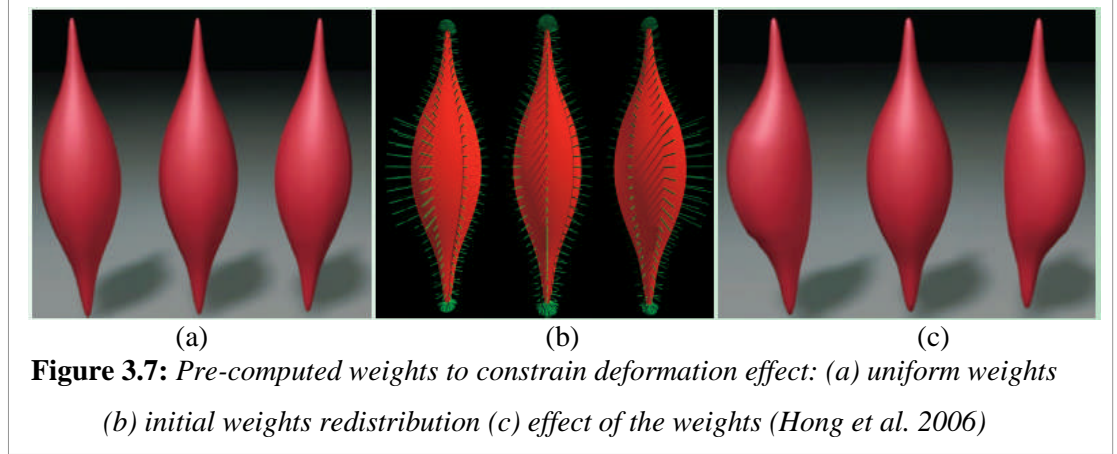 (a) (b) (c)
Figure 3.7: Pre-computed weights to constrain deformation effect: (a) uniform weights
(b) initial weights redistribution (c) effect of the weights (Hong et al. 2006)